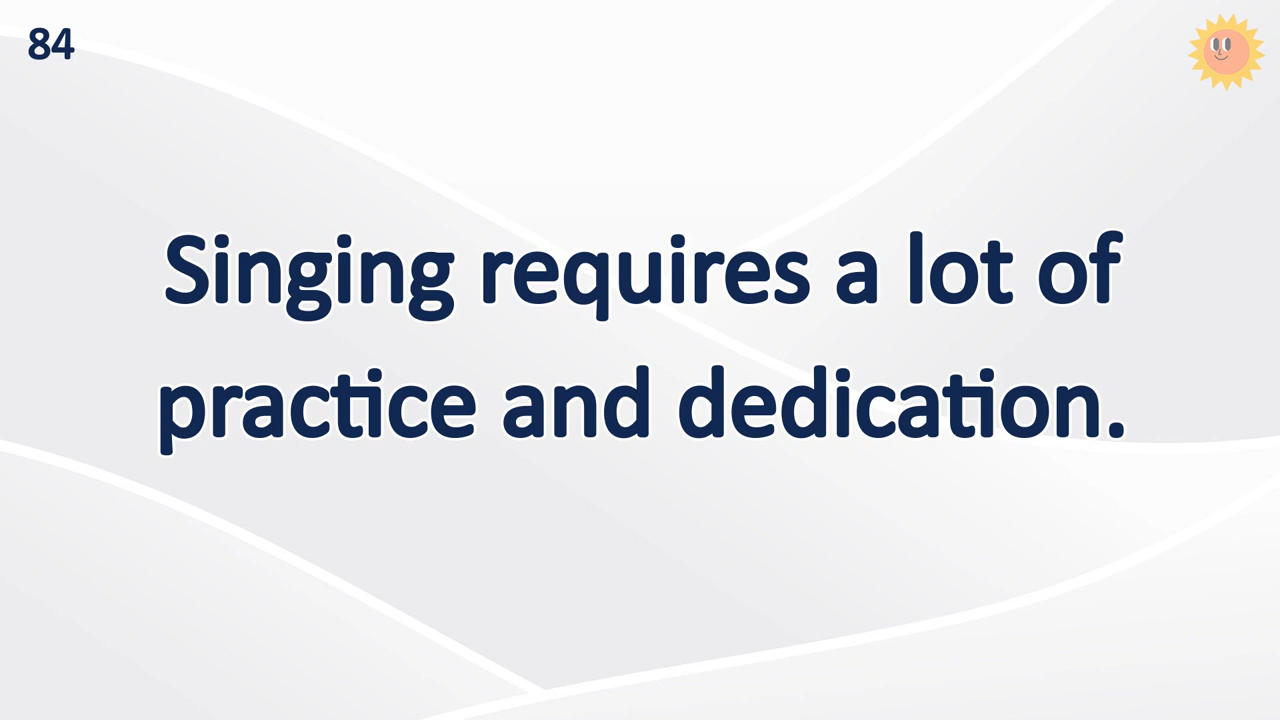 84
Singing requires a lot of
practice and dedication.